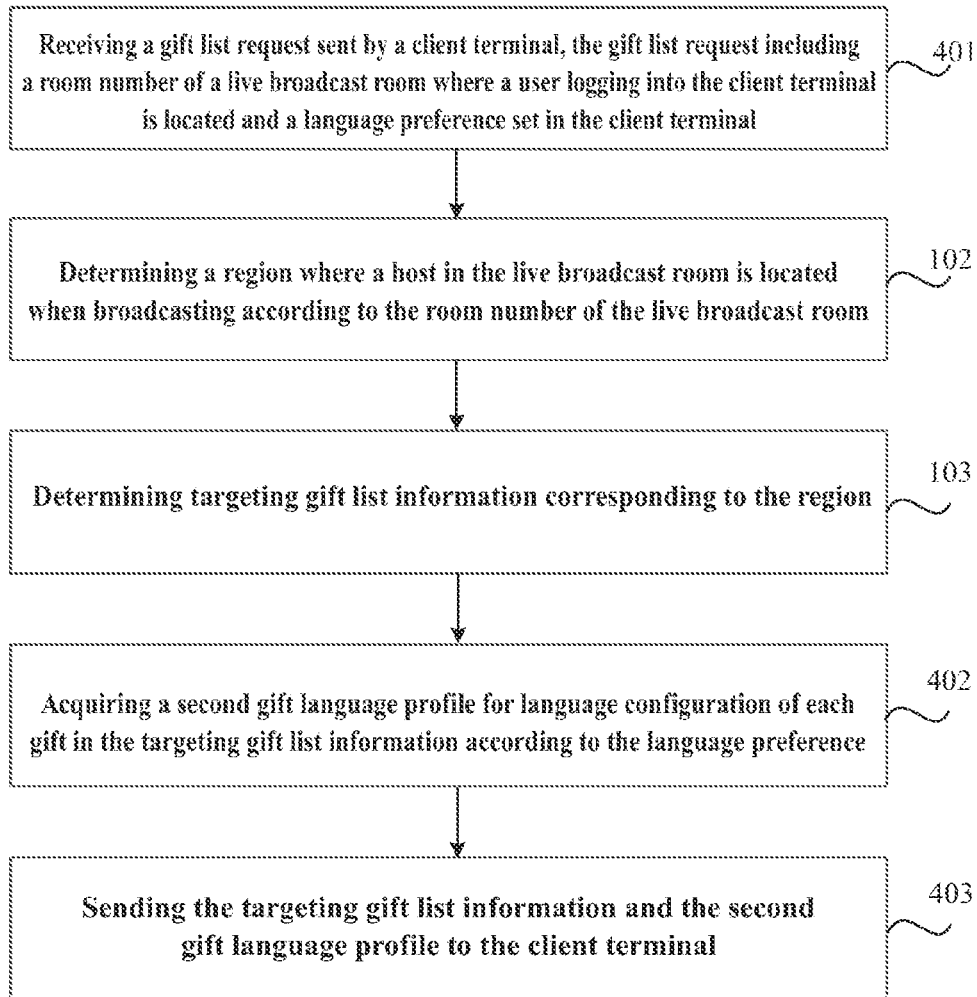 Receiving a gift list request sent by a client terminal, the gift list request including
a room number of a live broadcast room where a user logging into the client terminal
is located and a language preference set in the client terminal
401
Determining a region where a host in the live broadcast room is located
when broadcasting according to the room number of the live broadcast room
102
Determining targeting gift list information corresponding to the region
103
Acquiring a second gift language profile for language configuration of each
gift in the targeting gift list information according to the language preference
402
Sending the targeting gift list information and the second
gift language profile to the client terminal
403